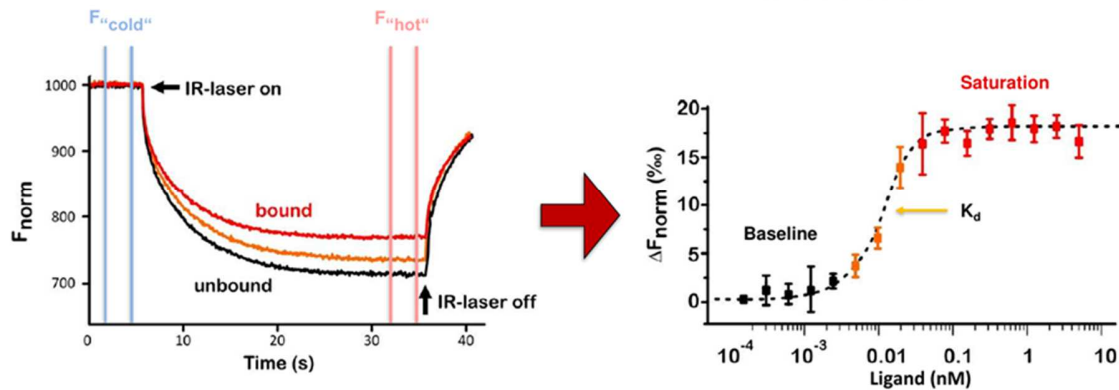 F"cold"
F"hot"
1000
900
800
700
Fnorm
IR-laser on
bound
unbound
IR-laser off
0
10
20
30
40
Time (s)
20
15
10
5
0
ΔFnorm (‰)
Saturation
Kd
Baseline
10⁻⁴
10⁻³
0.01
0.1
1
10
Ligand (nM)